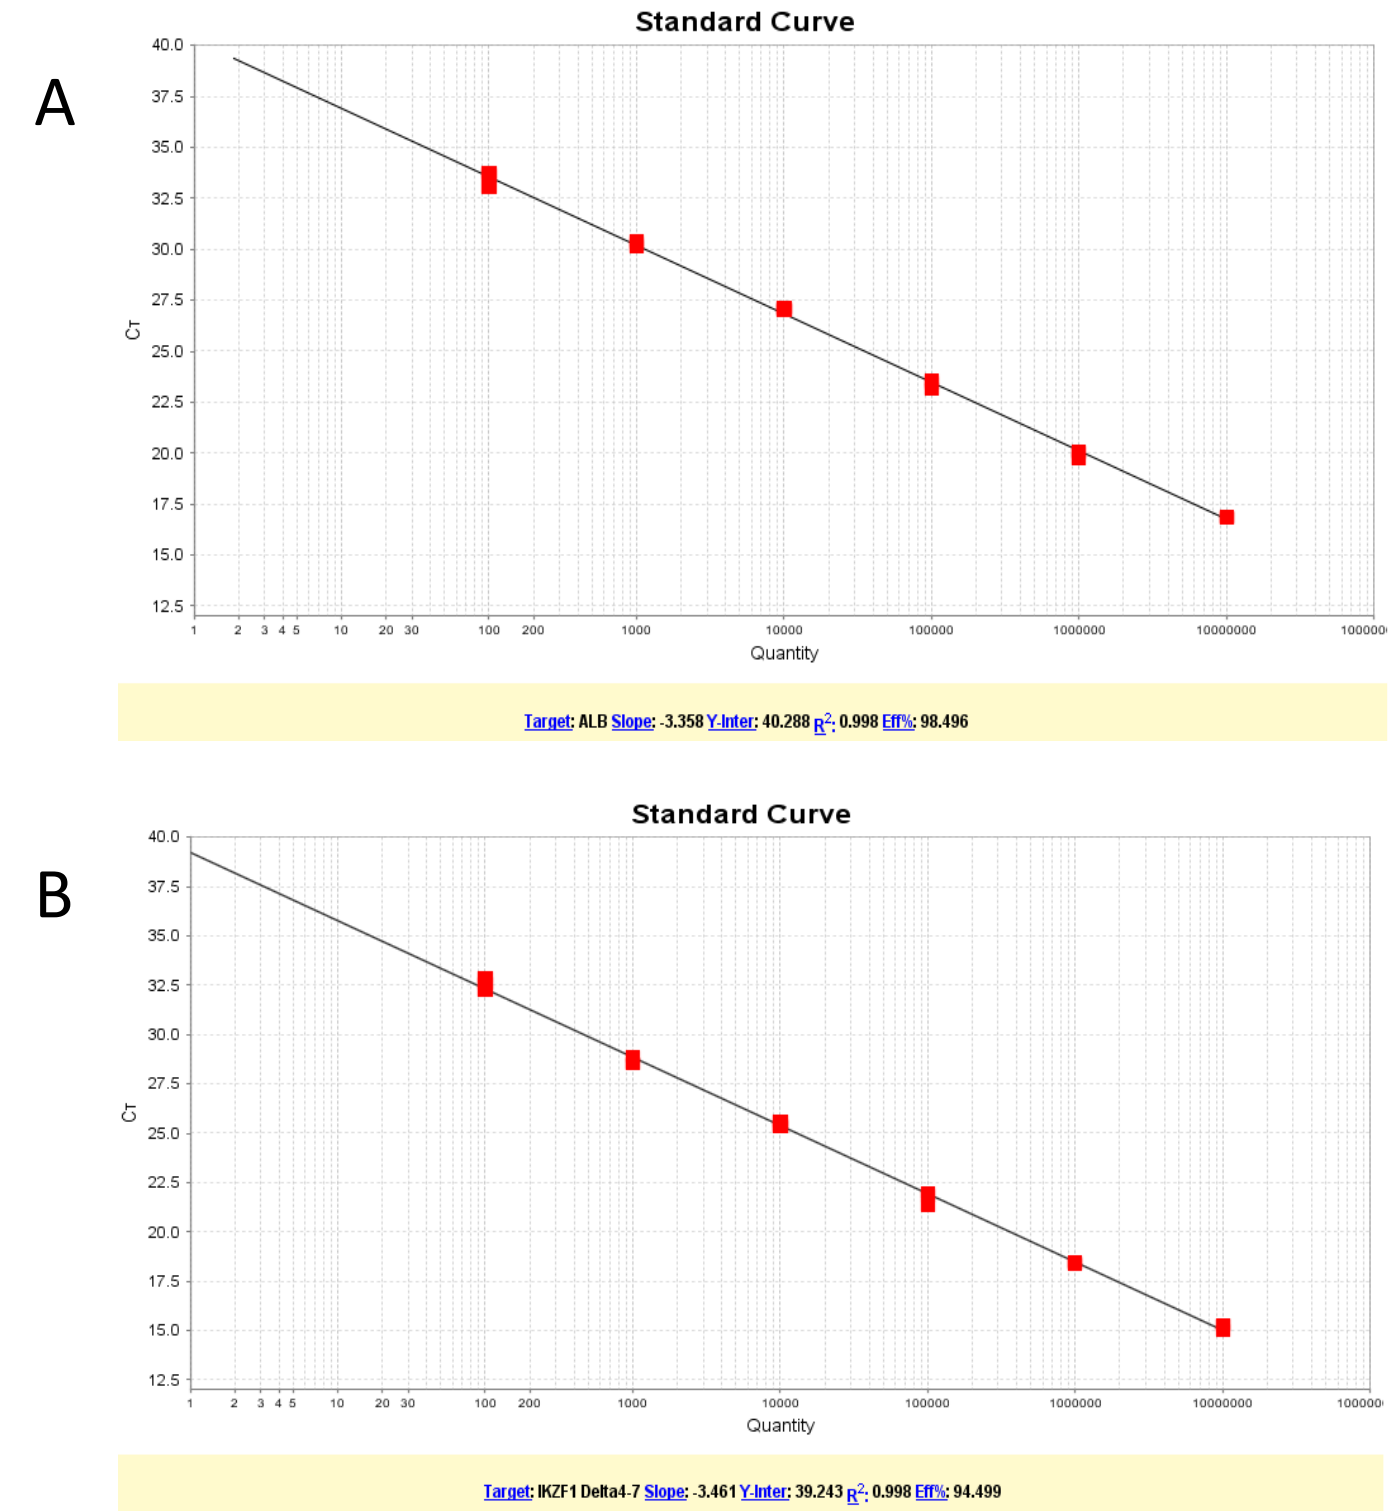 Standard Curve
A
40.0
37.5
35.0
32.5
30.0
27.5
25.0
22.5
20.0
17.5
15.0
12.5
CT
1 2 3 4 5 10 20 30 100 200 1000 10000 100000 1000000 10000000 1000000
Quantity
Target: ALB Slope: -3.358 Y-Inter: 40.288 R2: 0.998 Eff%: 98.496
Standard Curve
B
40.0
37.5
35.0
32.5
30.0
27.5
25.0
22.5
20.0
17.5
15.0
12.5
CT
1 2 3 4 5 10 20 30 100 200 1000 10000 100000 1000000 10000000 1000000
Quantity
Target: IKZF1 Delta4-7 Slope: -3.461 Y-Inter: 39.243 R2: 0.998 Eff%: 94.499